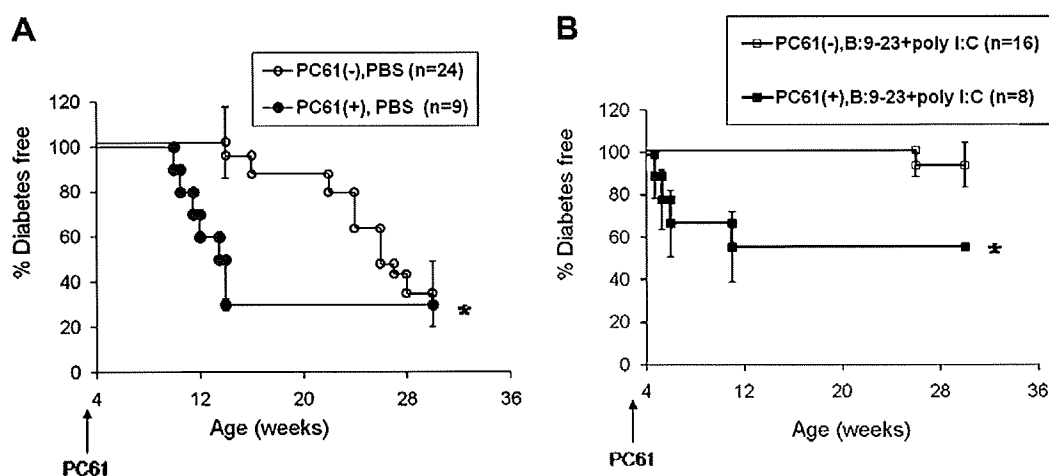 A
PC61(-),PBS (n=24)
PC61(+), PBS (n=9)
% Diabetes free
120
100
80
60
40
20
0
*
4
12
20
28
36
Age (weeks)
PC61
B
PC61(-),B:9-23+poly I:C (n=16)
PC61(+),B:9-23+poly I:C (n=8)
% Diabetes free
120
100
80
60
40
20
0
*
4
12
20
28
36
Age (weeks)
PC61